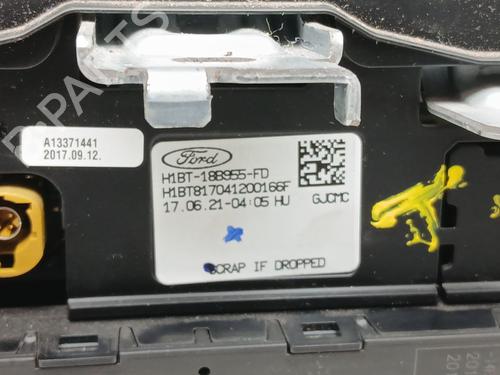 B-PARTS
A13371441
2017.09.12.
Ford
H1BT-18B955-FD
H1BT817041200166F
17.06.21-04:05 HU
GJCMC
SCRAP IF DROPPED